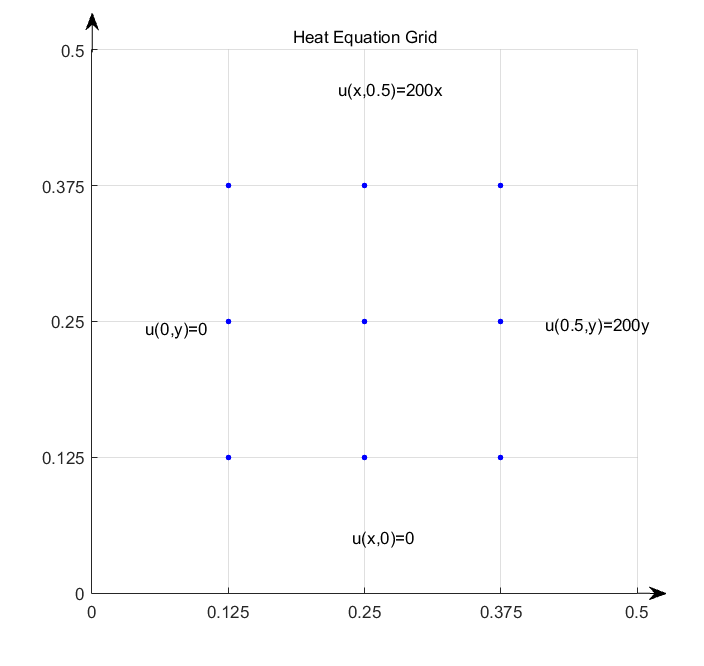 Heat Equation Grid
0.5
u(x,0.5)=200x
0.375
0.25
u(0,y)=0
u(0.5,y)=200y
0.125
u(x,0)=0
0
0 0.125 0.25 0.375 0.5